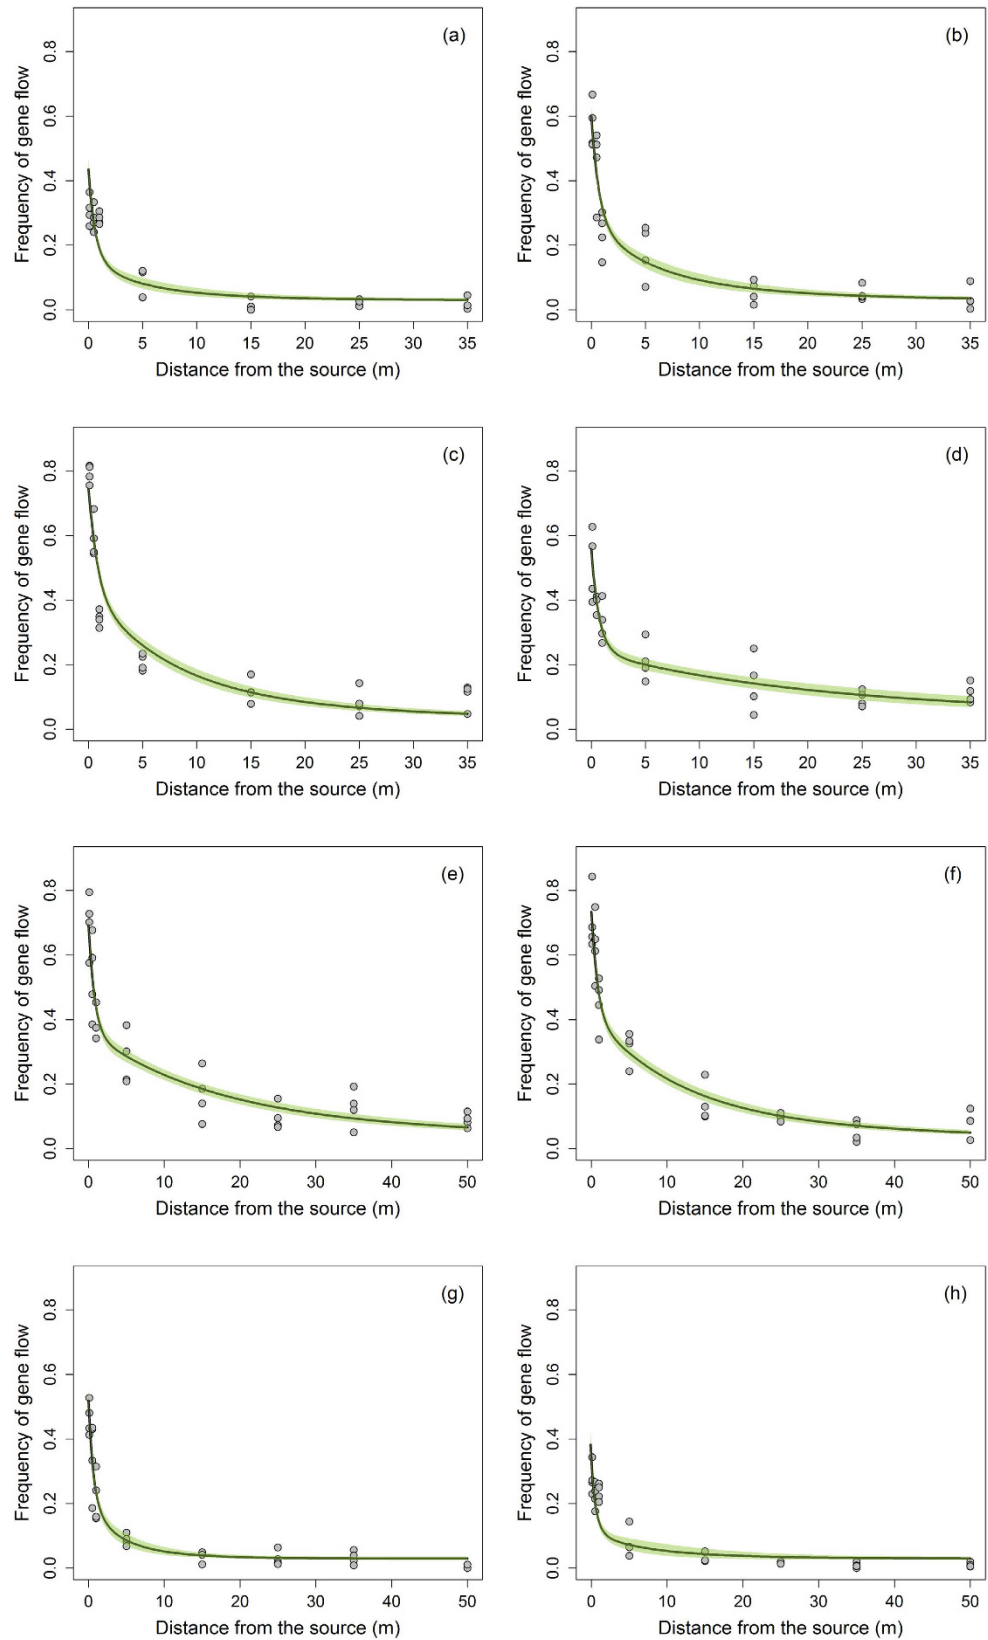 (a)
Frequency of gene flow
0.0 0.2 0.4 0.6 0.8
0 5 10 15 20 25 30 35
Distance from the source (m)
(b)
Frequency of gene flow
0.0 0.2 0.4 0.6 0.8
0 5 10 15 20 25 30 35
Distance from the source (m)
(c)
Frequency of gene flow
0.0 0.2 0.4 0.6 0.8
0 5 10 15 20 25 30 35
Distance from the source (m)
(d)
Frequency of gene flow
0.0 0.2 0.4 0.6 0.8
0 5 10 15 20 25 30 35
Distance from the source (m)
(e)
Frequency of gene flow
0.0 0.2 0.4 0.6 0.8
0 10 20 30 40 50
Distance from the source (m)
(f)
Frequency of gene flow
0.0 0.2 0.4 0.6 0.8
0 10 20 30 40 50
Distance from the source (m)
(g)
Frequency of gene flow
0.0 0.2 0.4 0.6 0.8
0 10 20 30 40 50
Distance from the source (m)
(h)
Frequency of gene flow
0.0 0.2 0.4 0.6 0.8
0 10 20 30 40 50
Distance from the source (m)